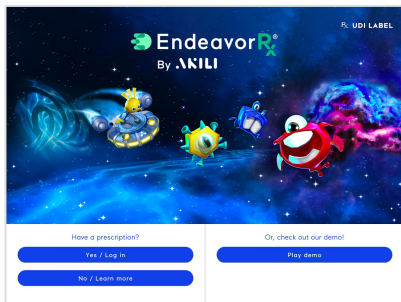 Rx UDI LABEL
EndeavorRx®
By AKILI
Have a prescription?
Or, check out our demo!
Yes / Log in
Play demo
No / Learn more